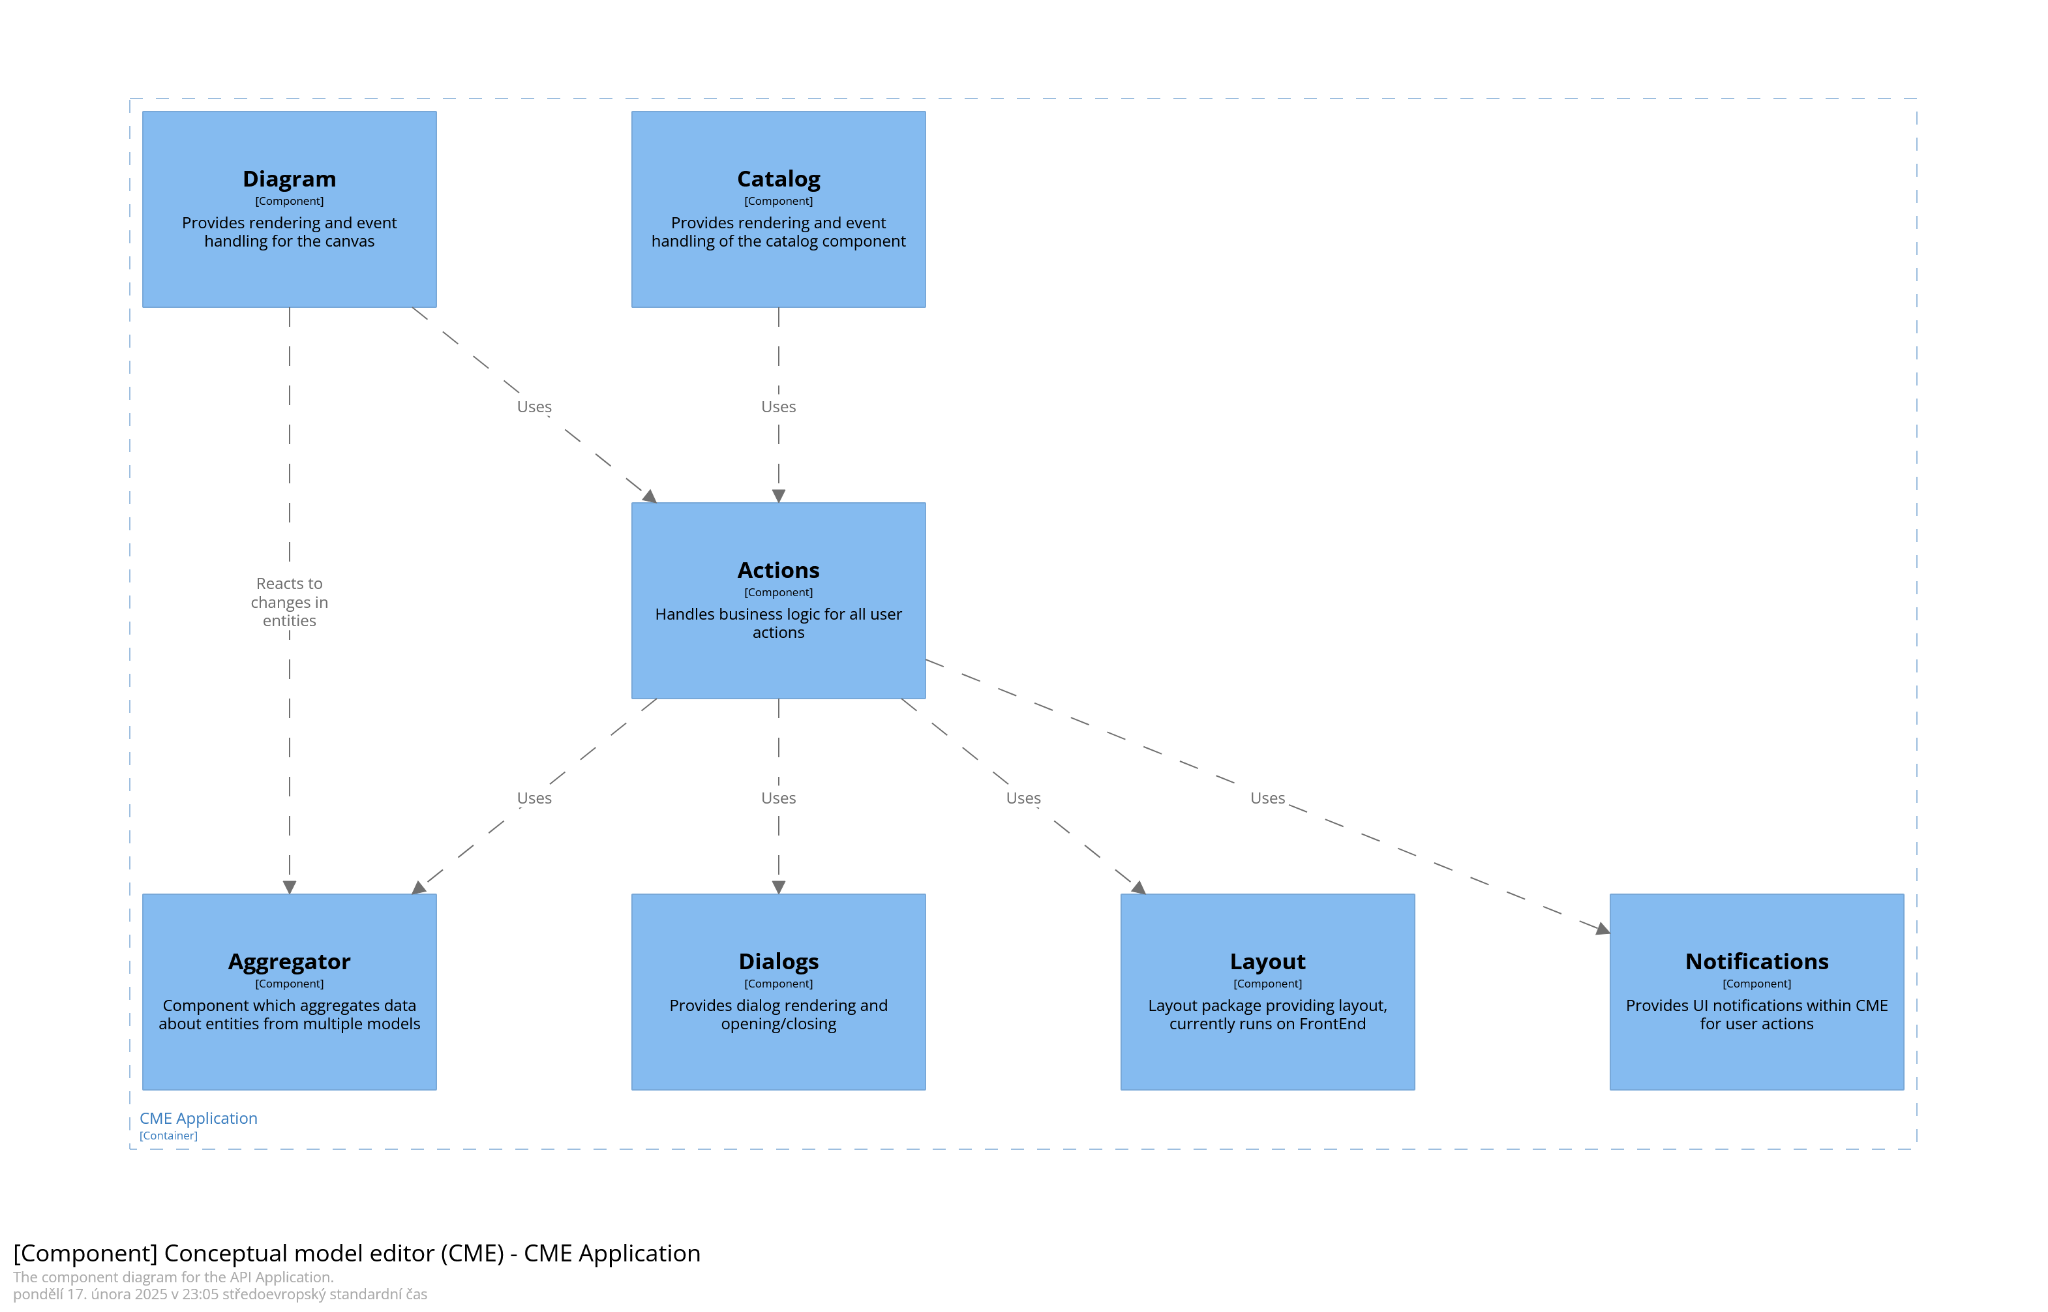 Diagram
[Component]
Provides rendering and event
handling for the canvas
Catalog
[Component]
Provides rendering and event
handling of the catalog component
Uses
Uses
Reacts to
changes in
entities
Actions
[Component]
Handles business logic for all user
actions
Uses
Uses
Uses
Uses
Aggregator
[Component]
Component which aggregates data
about entities from multiple models
Dialogs
[Component]
Provides dialog rendering and
opening/closing
Layout
[Component]
Layout package providing layout,
currently runs on FrontEnd
Notifications
[Component]
Provides UI notifications within CME
for user actions
CME Application
[Container]
[Component] Conceptual model editor (CME) - CME Application
The component diagram for the API Application.
pondělí 17. února 2025 v 23:05 středoevropský standardní čas